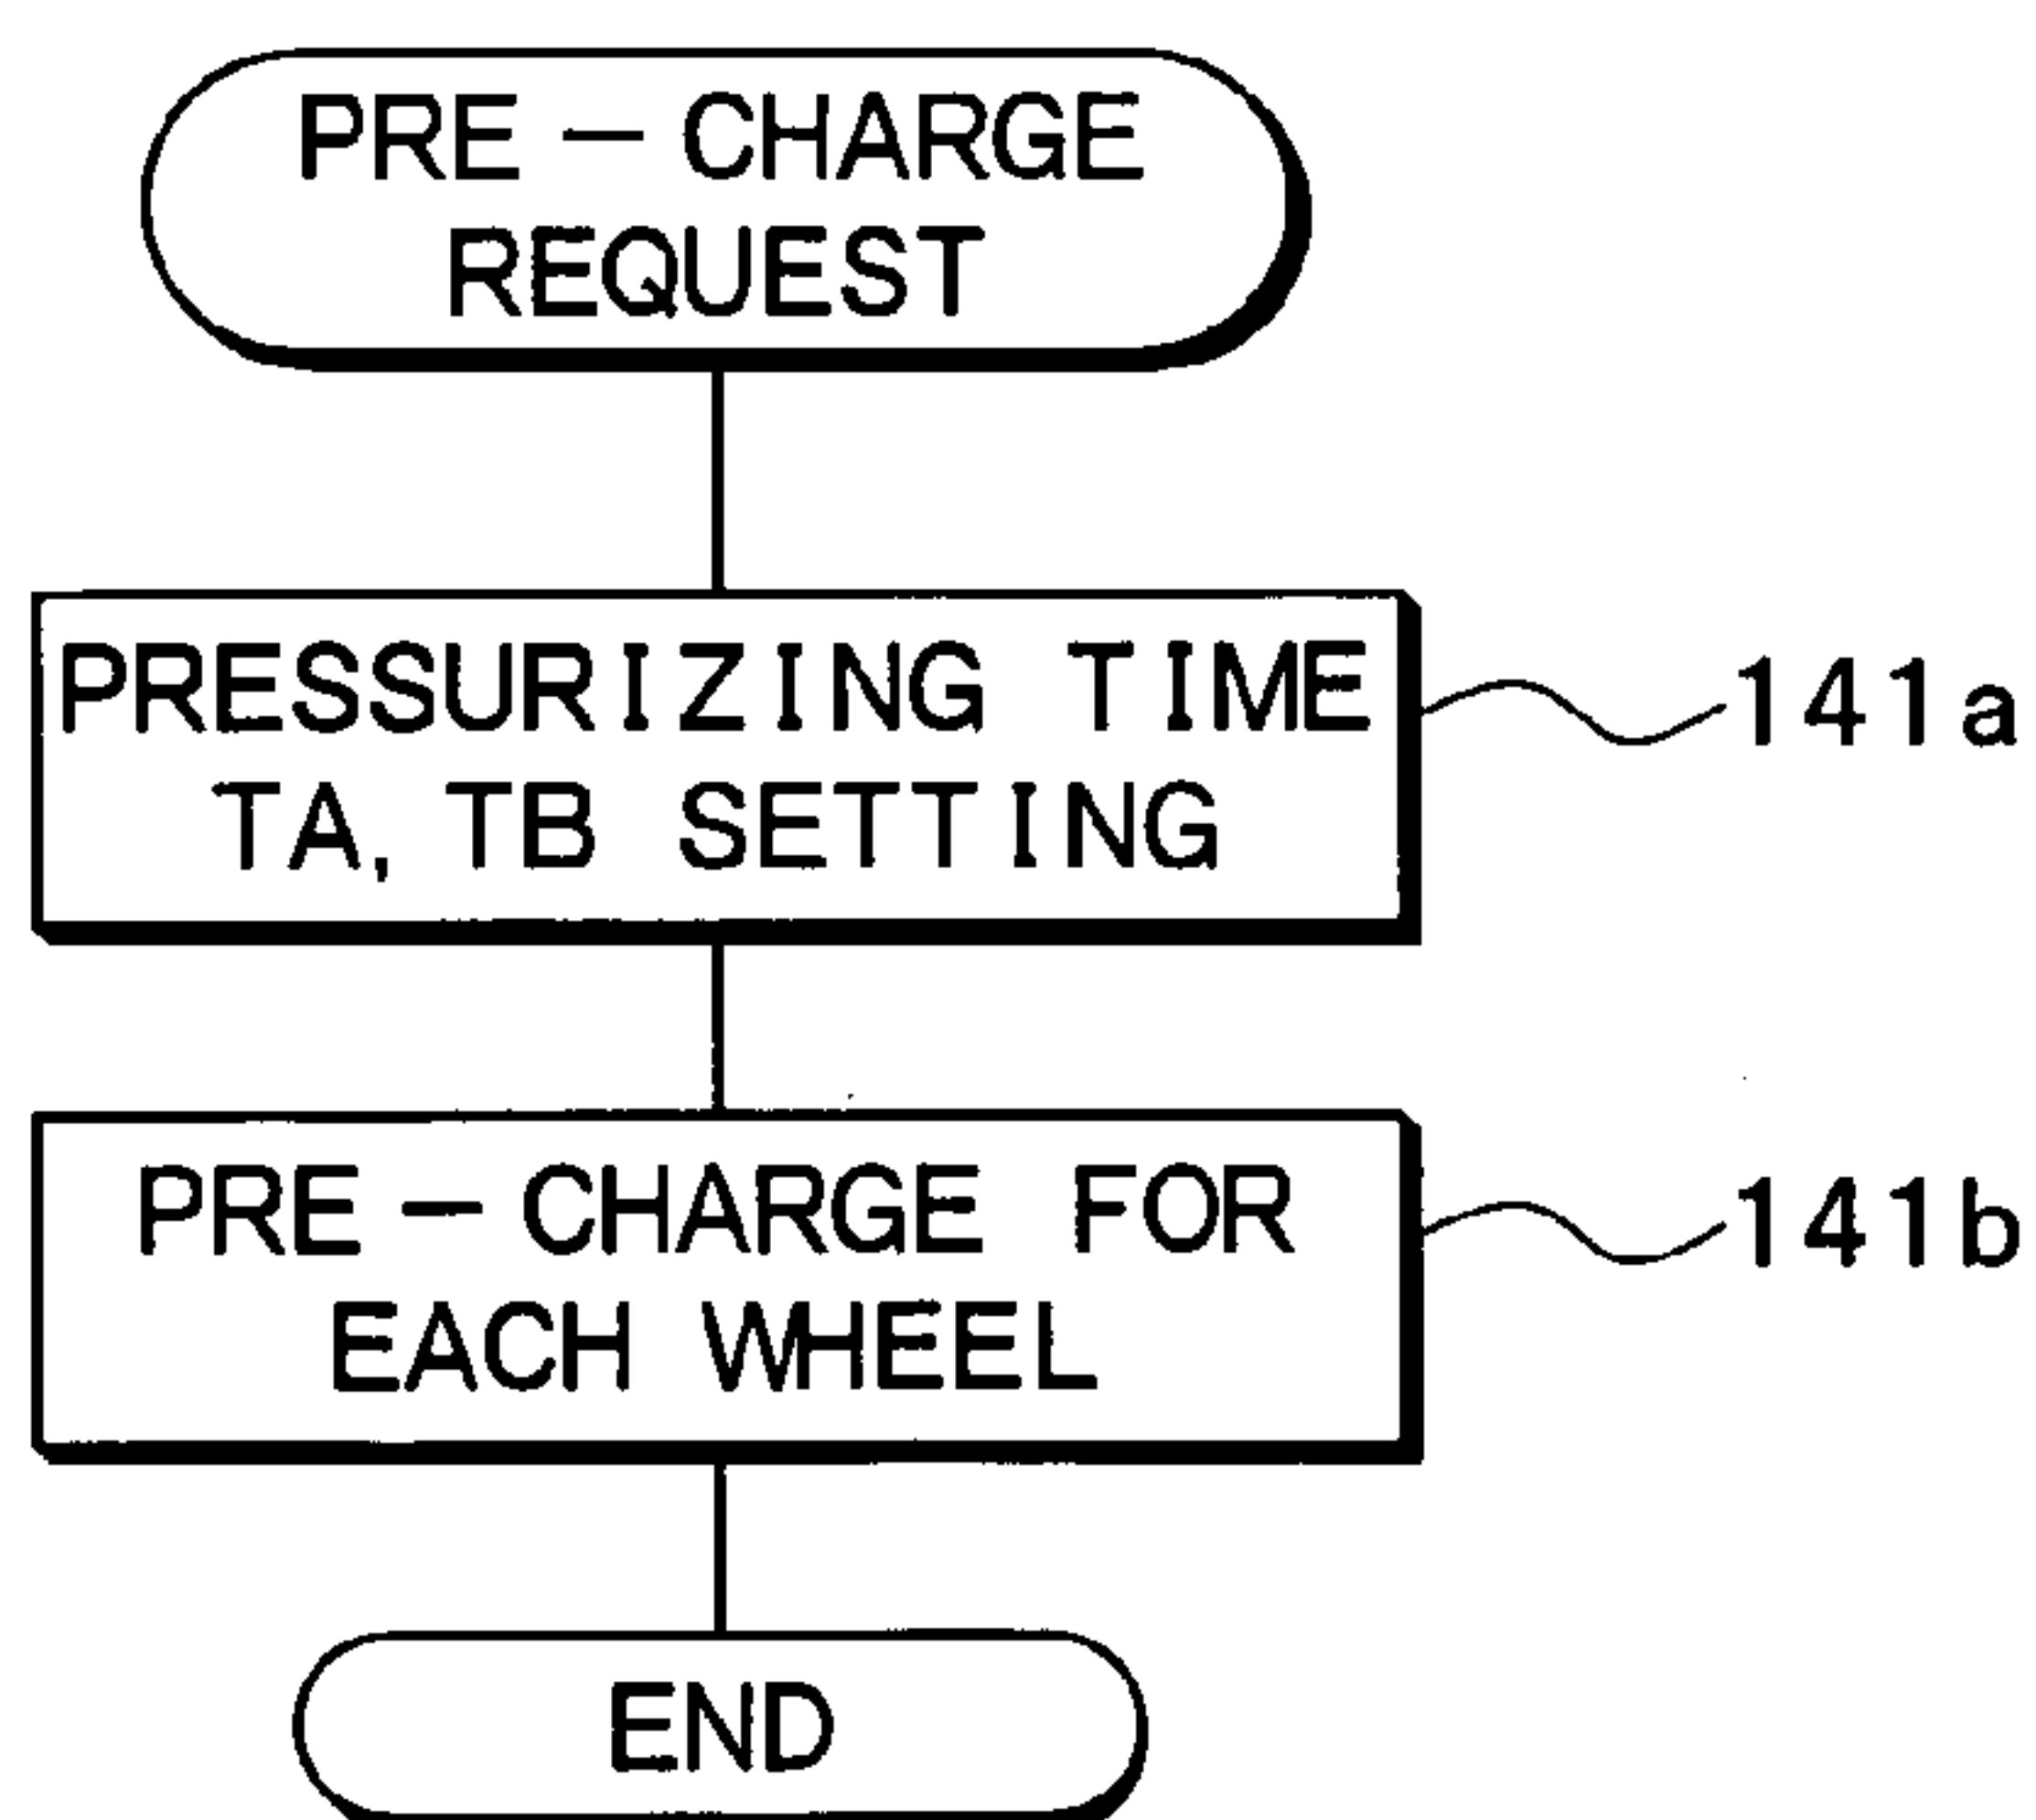 PRE-CHARGE
REQUEST
PRESSURIZING TIME
TA, TB SETTING
141a
PRE-CHARGE FOR
EACH WHEEL
141b
END